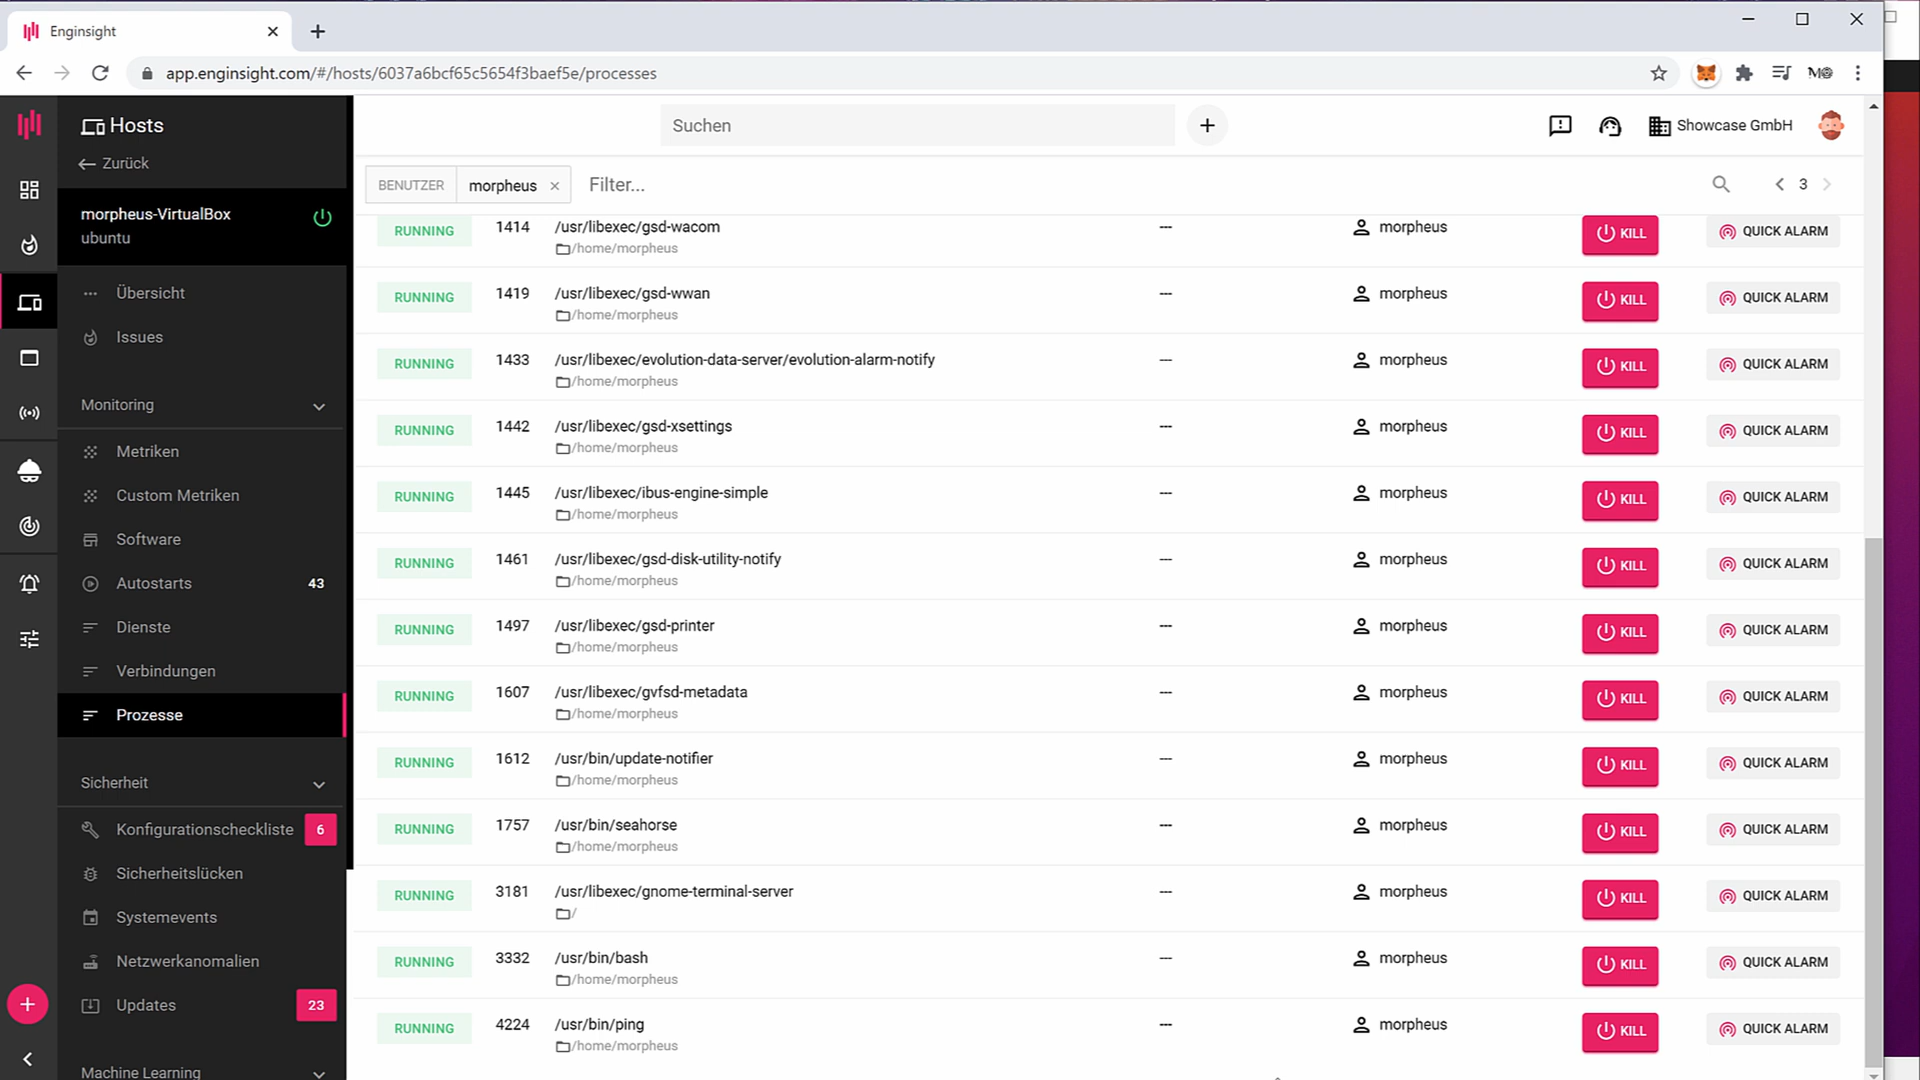 Enginsight
app.enginsight.com/#/hosts/6037a6bcf65c5654f3baef5e/processes
Hosts
Zurück
morpheus-VirtualBox
ubuntu
Übersicht
Issues
Monitoring
Metriken
Custom Metriken
Software
Autostarts 43
Dienste
Verbindungen
Prozesse
Sicherheit
Konfigurationscheckliste 6
Sicherheitslücken
Systemevents
Netzwerkanomalien
Updates 23
Machine Learning
Suchen
Showcase GmbH
BENUTZER morpheus Filter... 3
RUNNING 1414 /usr/libexec/gsd-wacom --- morpheus KILL QUICK ALARM
/home/morpheus
RUNNING 1419 /usr/libexec/gsd-wwan --- morpheus KILL QUICK ALARM
/home/morpheus
RUNNING 1433 /usr/libexec/evolution-data-server/evolution-alarm-notify --- morpheus KILL QUICK ALARM
/home/morpheus
RUNNING 1442 /usr/libexec/gsd-xsettings --- morpheus KILL QUICK ALARM
/home/morpheus
RUNNING 1445 /usr/libexec/ibus-engine-simple --- morpheus KILL QUICK ALARM
/home/morpheus
RUNNING 1461 /usr/libexec/gsd-disk-utility-notify --- morpheus KILL QUICK ALARM
/home/morpheus
RUNNING 1497 /usr/libexec/gsd-printer --- morpheus KILL QUICK ALARM
/home/morpheus
RUNNING 1607 /usr/libexec/gvfsd-metadata --- morpheus KILL QUICK ALARM
/home/morpheus
RUNNING 1612 /usr/bin/update-notifier --- morpheus KILL QUICK ALARM
/home/morpheus
RUNNING 1757 /usr/bin/seahorse --- morpheus KILL QUICK ALARM
/home/morpheus
RUNNING 3181 /usr/libexec/gnome-terminal-server --- morpheus KILL QUICK ALARM
/
RUNNING 3332 /usr/bin/bash --- morpheus KILL QUICK ALARM
/home/morpheus
RUNNING 4224 /usr/bin/ping --- morpheus KILL QUICK ALARM
/home/morpheus